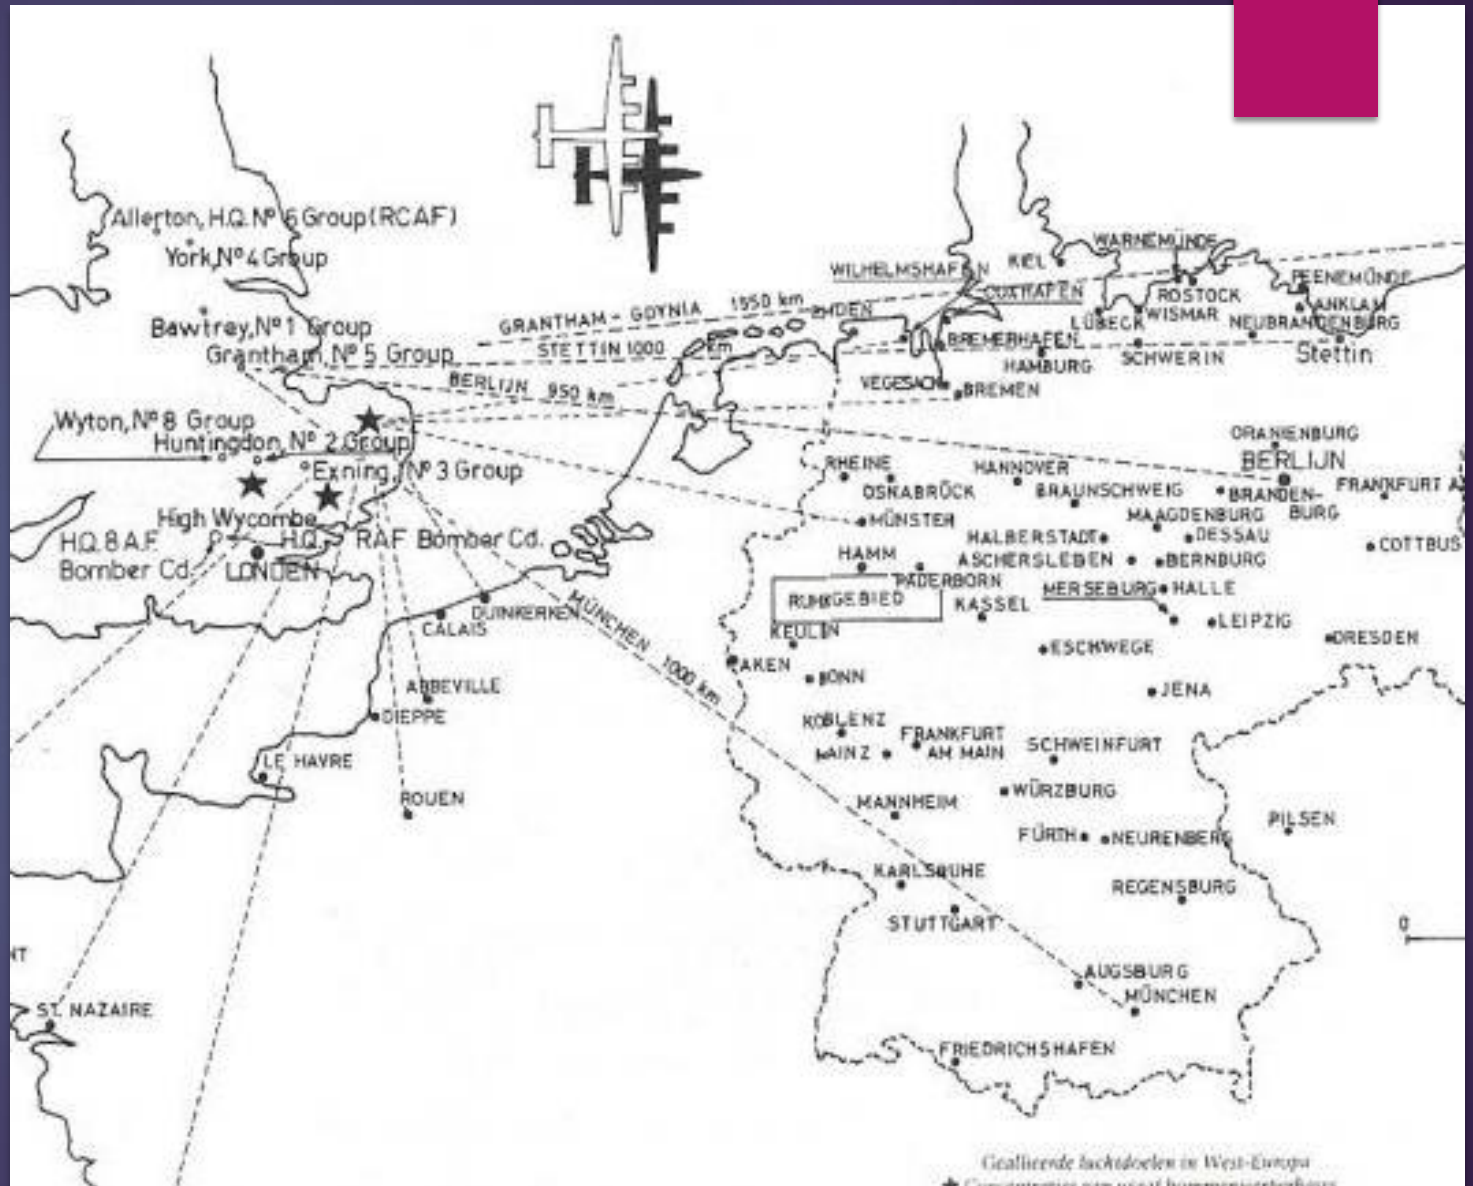 Allerton, H.Q. Nº 6 Group (RCAF)
York, Nº 4 Group
Bawtrey, Nº 1 Group
Grantham, Nº 5 Group
Wyton, Nº 8 Group
Huntingdon, Nº 2 Group
Exning, Nº 3 Group
High Wycombe
H.Q. RAF Bomber Cd.
H.Q. 8 A.F.
Bomber Cd.
LONDEN
GRANTHAM - GDYNIA 1550 km
STETTIN 1000 km
BERLIJN 950 km
MÜNCHEN 1000 km
WILHELMSHAFEN
KIEL
WARNEMÜNDE
CUXHAFEN
EMDEN
ROSTOCK
PEENEMÜNDE
ANKLAM
LÜBECK
WISMAR
NEUBRANDENBURG
BREMERHAFEN
HAMBURG
SCHWERIN
Stettin
VEGESACK
BREMEN
ORANIENBURG
BERLIJN
RHEINE
OSNABRÜCK
HANNOVER
BRAUNSCHWEIG
BRANDEN-
BURG
FRANKFURT
MÜNSTER
MAAGDENBURG
HALBERSTADT
DESSAU
COTTBUS
HAMM
ASCHERSLEBEN
BERNBURG
PADERBORN
MERSEBURG
HALLE
RUHRGEBIED
KASSEL
LEIPZIG
KEULEN
DRESDEN
DUINKERKEN
CALAIS
AKEN
ESCHWEGE
BONN
JENA
ABBEVILLE
DIEPPE
KOBLENZ
FRANKFURT
AM MAIN
MAINZ
SCHWEINFURT
LE HAVRE
WÜRZBURG
ROUEN
MANNHEIM
PILSEN
FÜRTH
NEURENBERG
KARLSRUHE
REGENSBURG
STUTTGART
0
NT
AUGSBURG
MÜNCHEN
ST. NAZAIRE
FRIEDRICHSHAFEN
Geallieerde luchtdoelen in West-Europa